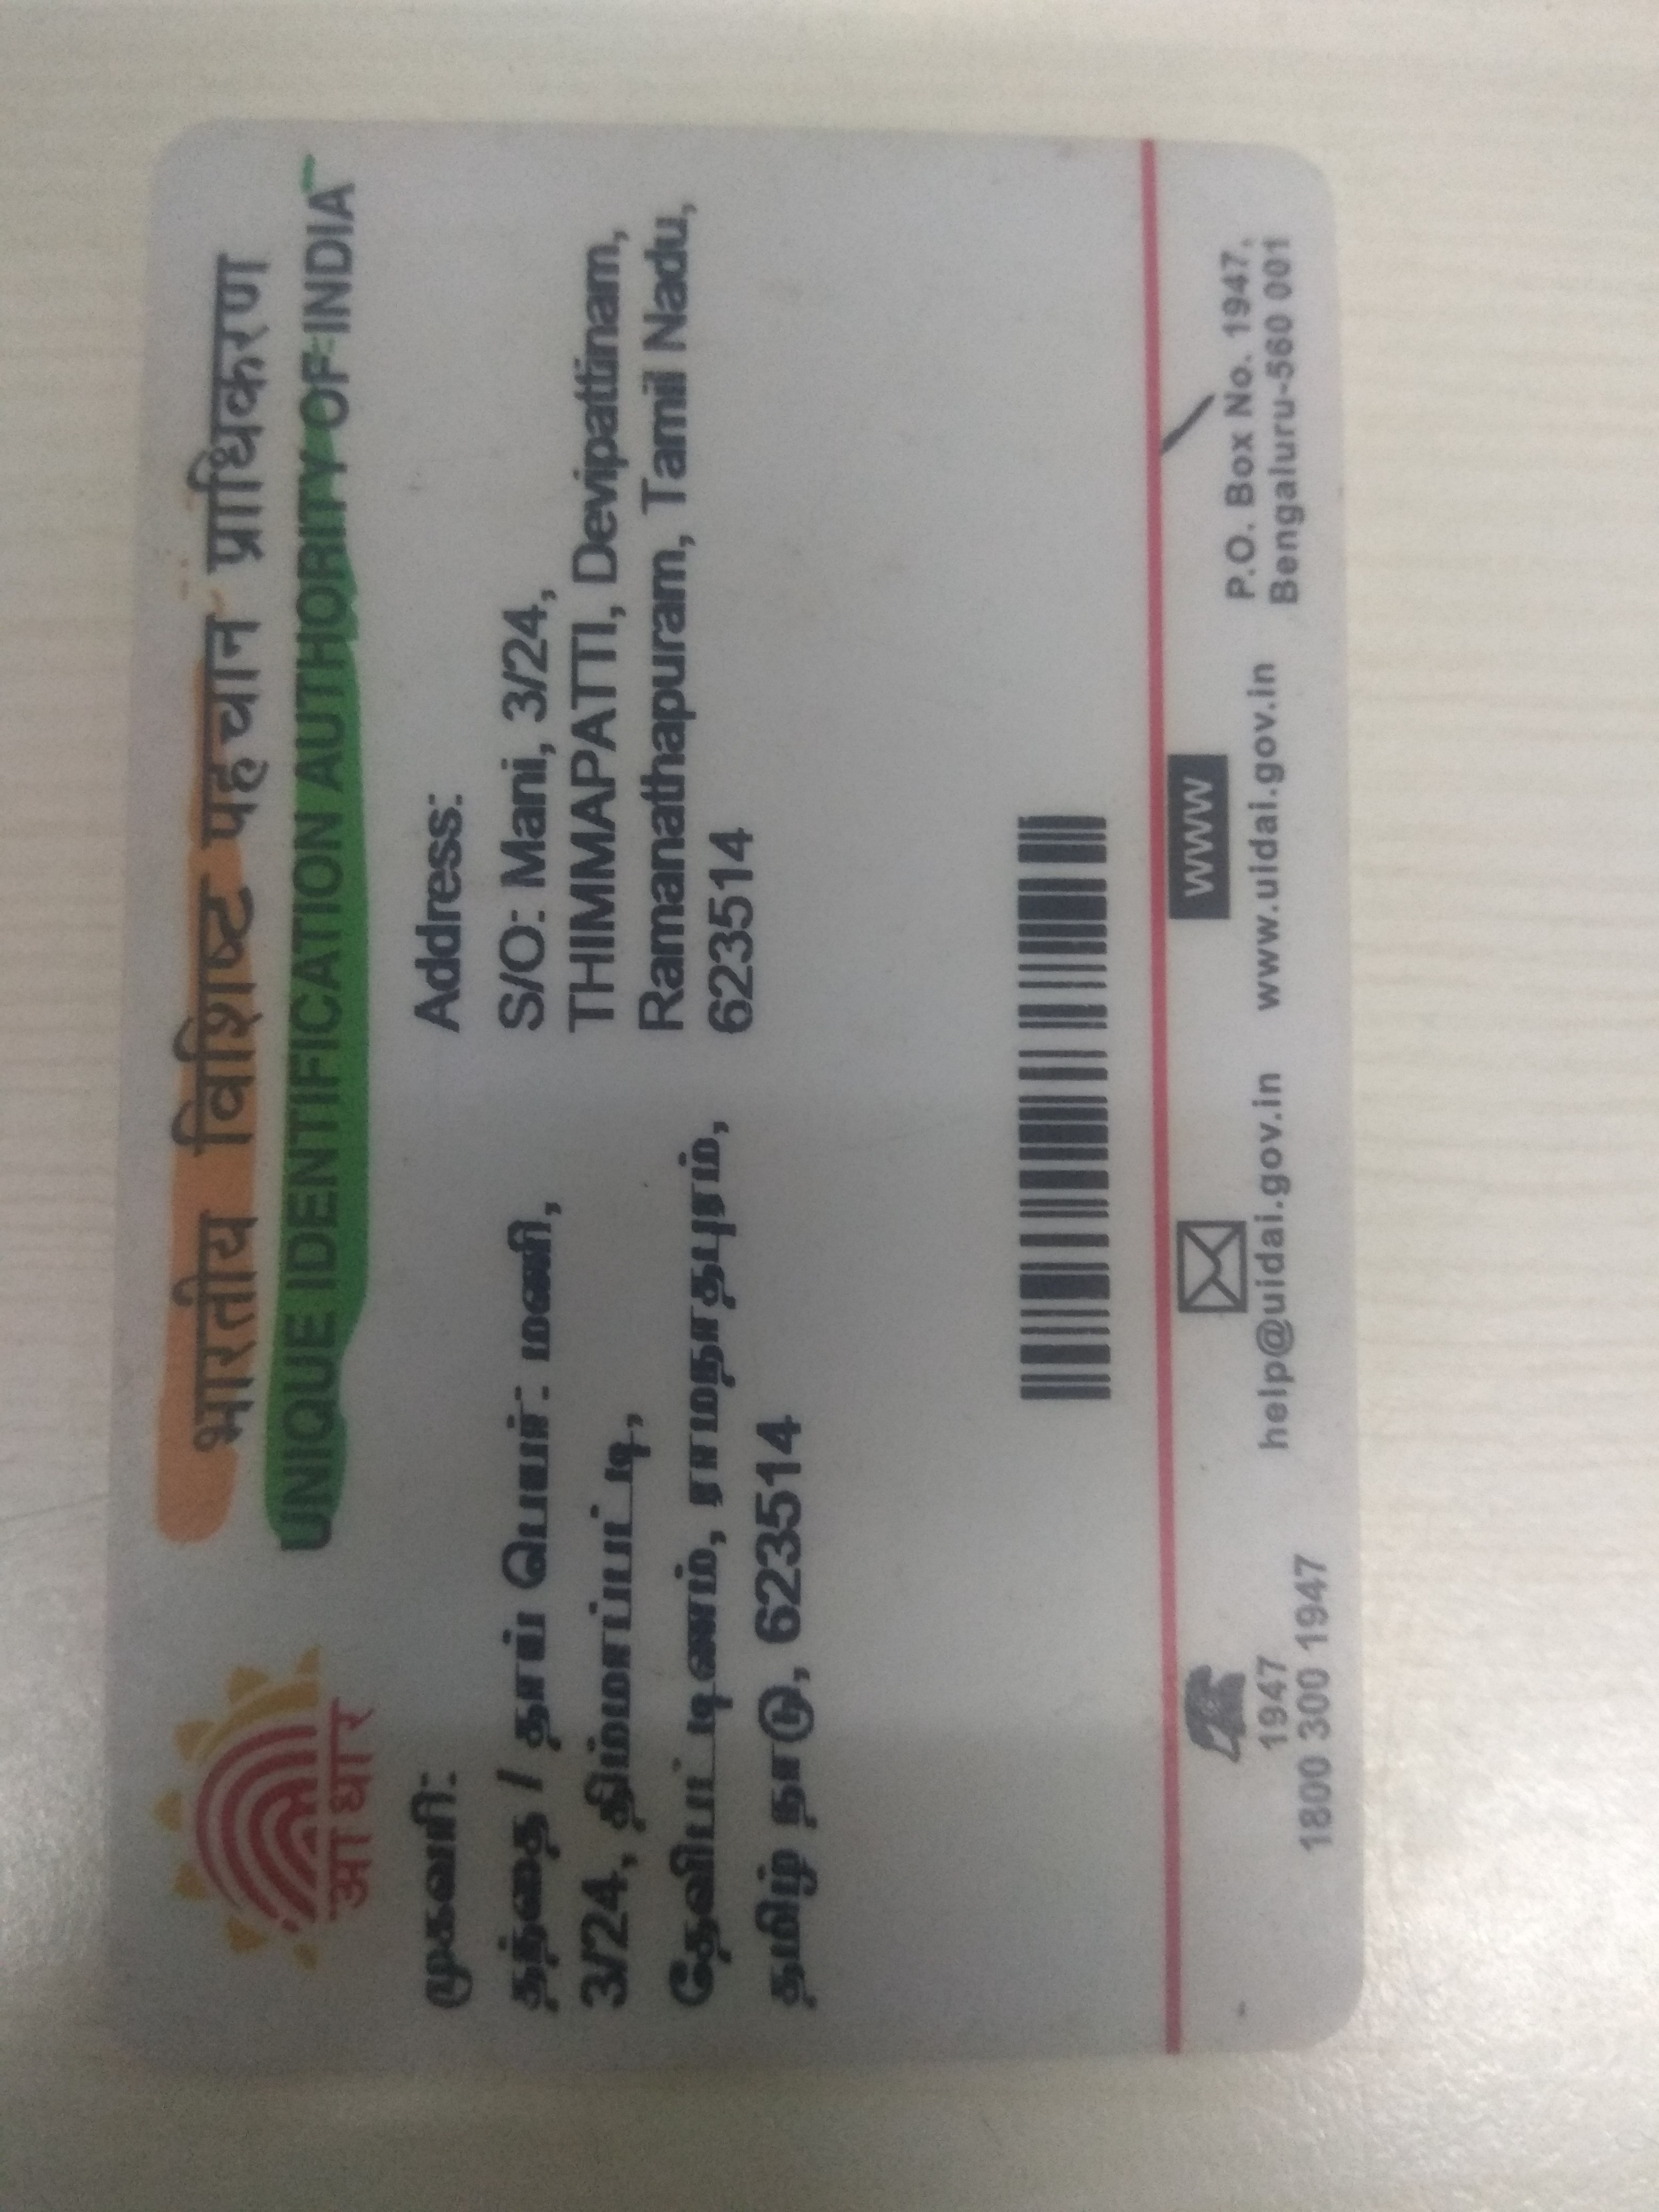 भारतीय विशिष्ट पहचान प्राधिकरण
UNIQUE IDENTIFICATION AUTHORITY OF INDIA
आधार
முகவரி:
தந்தை / தாய் பெயர்: மணி,
3/24, திம்மாப்பட்டி,
தேவிபட்டிணம், ராமநாதபுரம்,
தமிழ் நாடு, 623514
Address:
S/O: Mani, 3/24,
THIMMAPATTI, Devipattinam,
Ramanathapuram, Tamil Nadu,
623514
1947
1800 300 1947
help@uidai.gov.in
WWW
www.uidai.gov.in
P.O. Box No. 1947,
Bengaluru-560 001